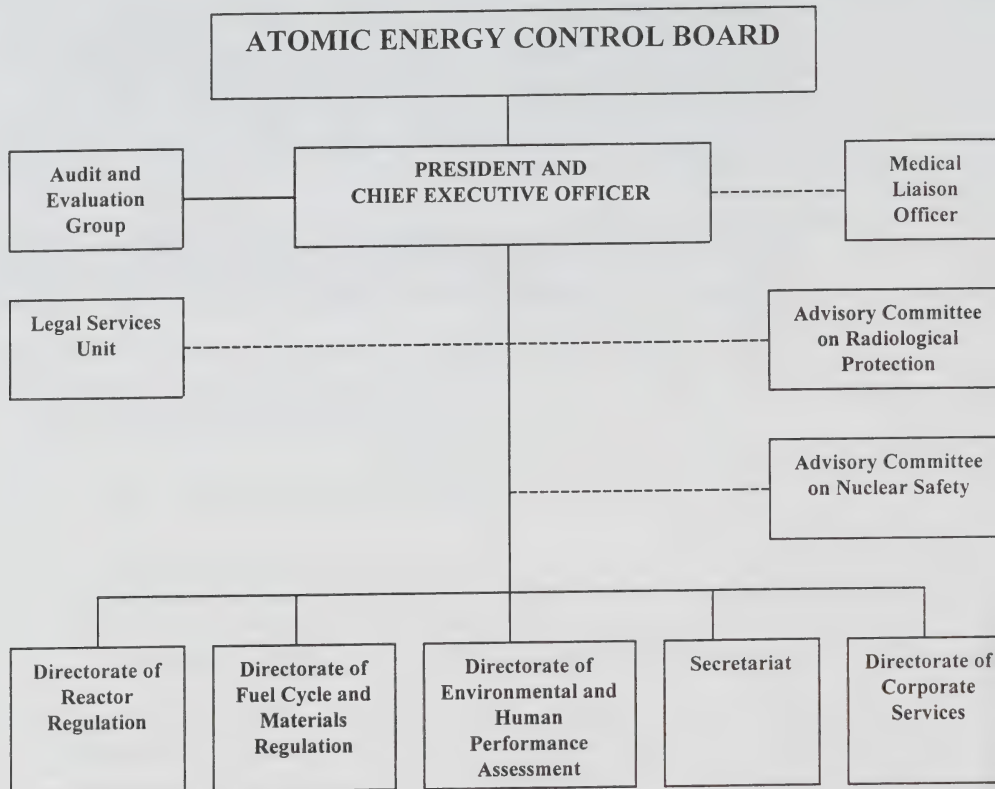 ATOMIC ENERGY CONTROL BOARD
Audit and
Evaluation
Group
PRESIDENT AND
CHIEF EXECUTIVE OFFICER
Medical
Liaison
Officer
Legal Services
Unit
Advisory Committee
on Radiological
Protection
Advisory Committee
on Nuclear Safety
Directorate of
Reactor
Regulation
Directorate of
Fuel Cycle and
Materials
Regulation
Directorate of
Environmental and
Human
Performance
Assessment
Secretariat
Directorate of
Corporate
Services